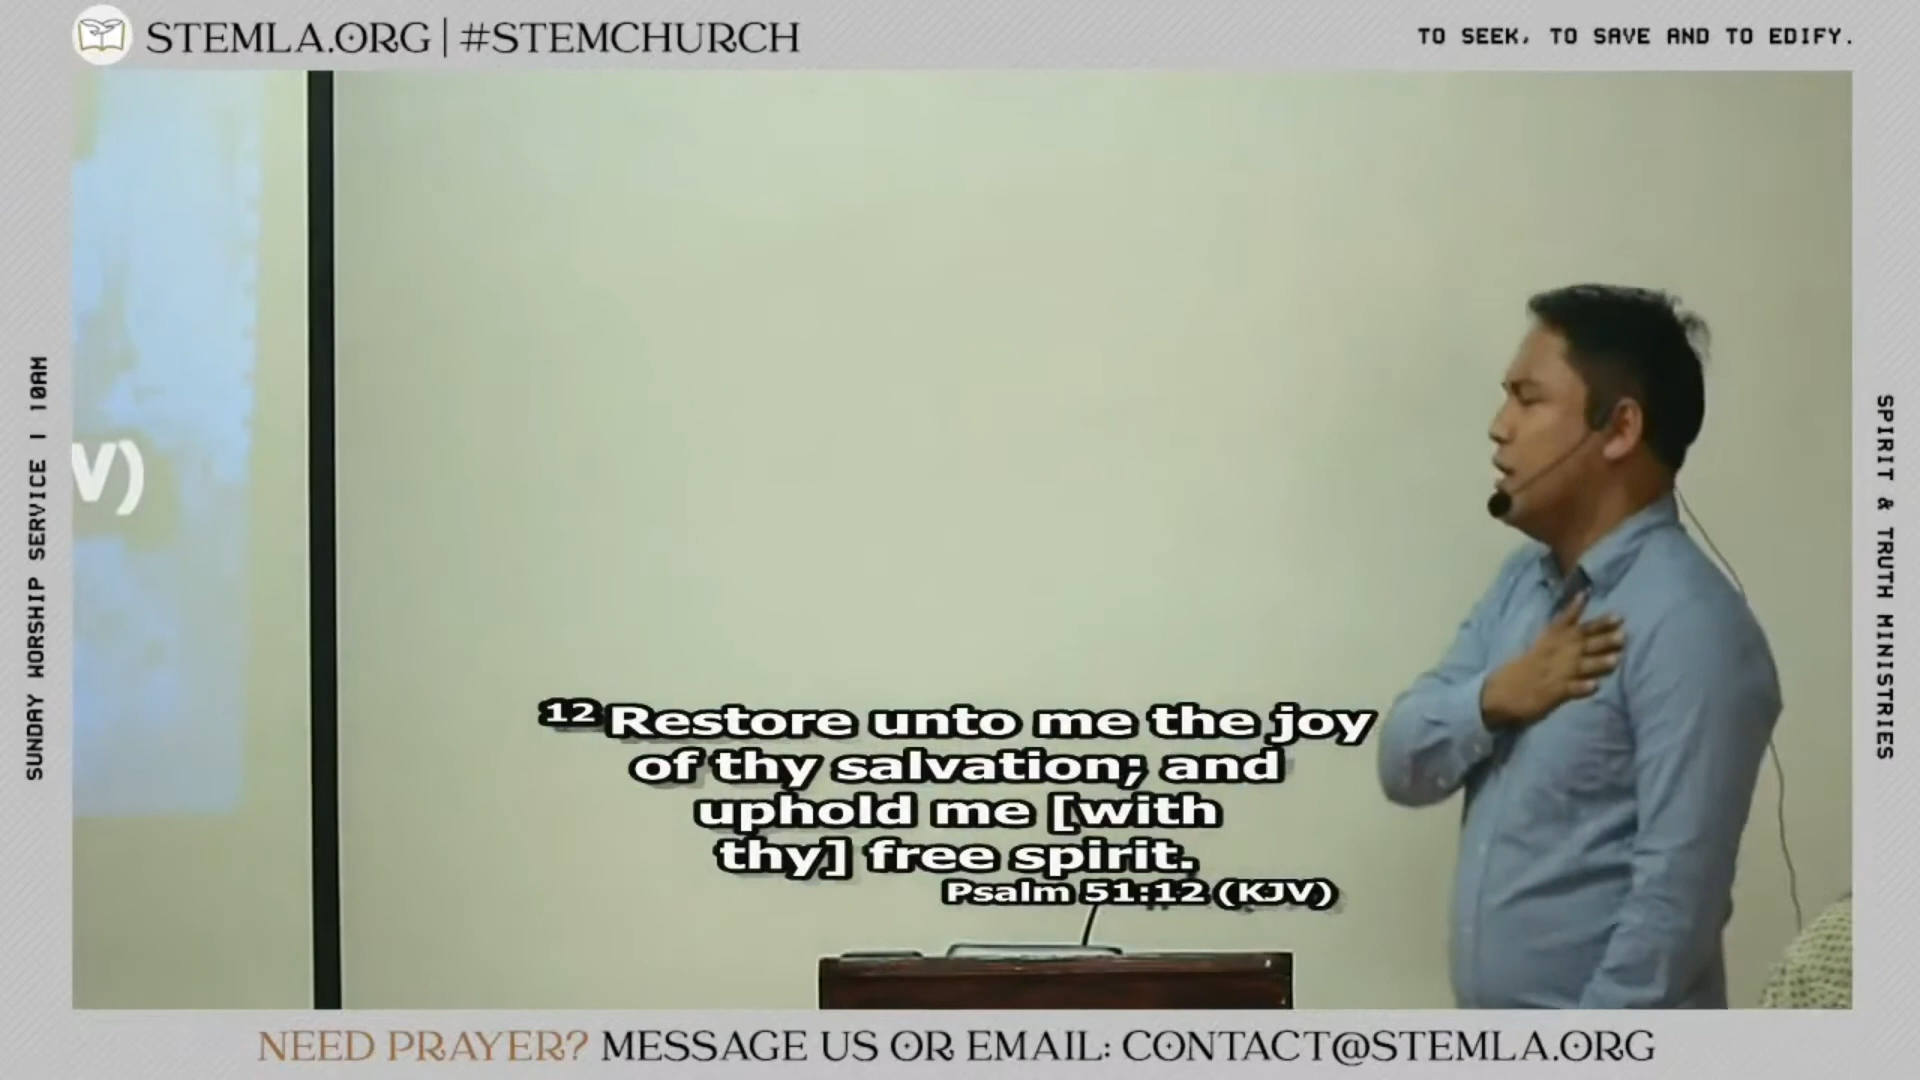 STEMLA.ORG | #STEMCHURCH
TO SEEK, TO SAVE AND TO EDIFY.
SUNDAY WORSHIP SERVICE | 10AM
V)
12 Restore unto me the joy
of thy salvation; and
uphold me [with
thy] free spirit.
Psalm 51:12 (KJV)
SPIRIT & TRUTH MINISTRIES
NEED PRAYER? MESSAGE US OR EMAIL: CONTACT@STEMLA.ORG